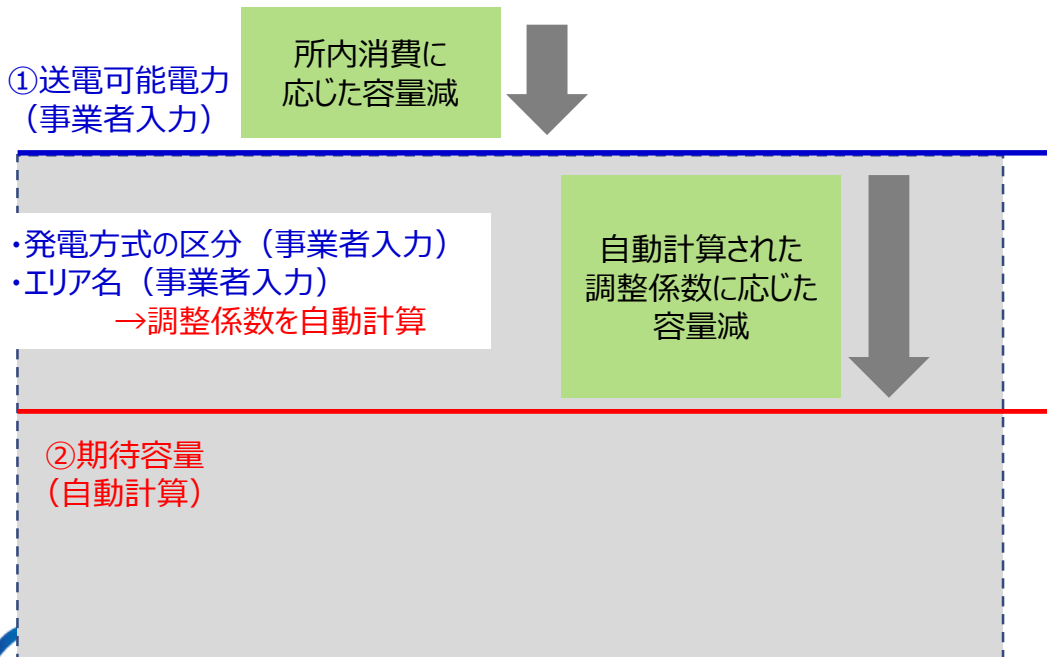 所内消費に
応じた容量減
①送電可能電力
（事業者入力）
・発電方式の区分（事業者入力）
・エリア名（事業者入力）
→調整係数を自動計算
自動計算された
調整係数に応じた
容量減
②期待容量
（自動計算）